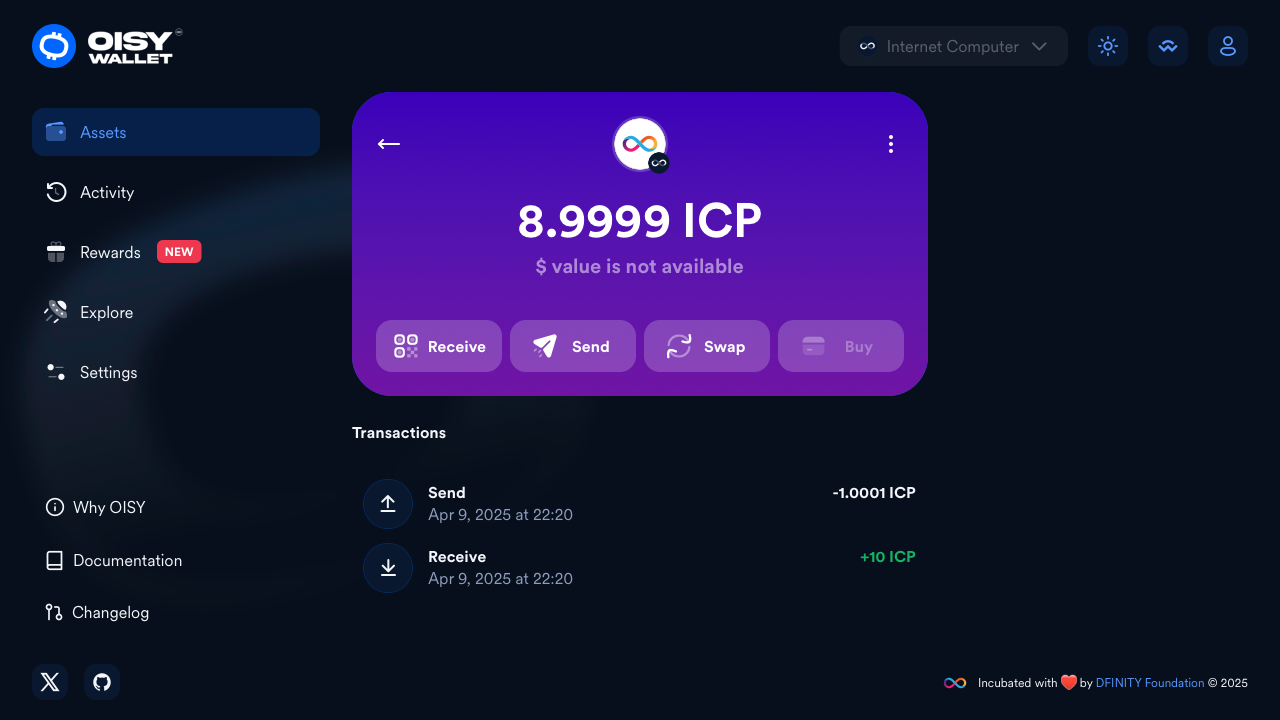 OISY
WALLET
Internet Computer
Assets
Activity
Rewards NEW
Explore
Settings
Why OISY
Documentation
Changelog
8.9999 ICP
$ value is not available
Receive
Send
Swap
Buy
Transactions
Send -1.0001 ICP
Apr 9, 2025 at 22:20
Receive +10 ICP
Apr 9, 2025 at 22:20
Incubated with ❤️ by DFINITY Foundation © 2025